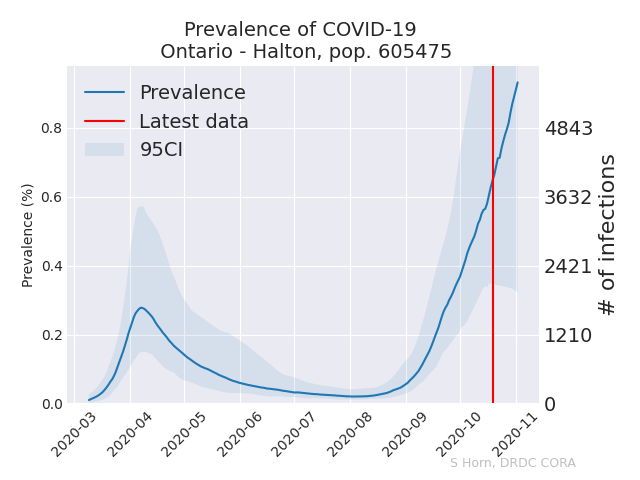 Prevalence of COVID-19
Ontario - Halton, pop. 605475
Prevalence
Latest data
95CI
Prevalence (%)
0.8
0.6
0.4
0.2
0.0
4843
3632
2421
1210
0
# of infections
2020-03
2020-04
2020-05
2020-06
2020-07
2020-08
2020-09
2020-10
2020-11
S Horn, DRDC CORA